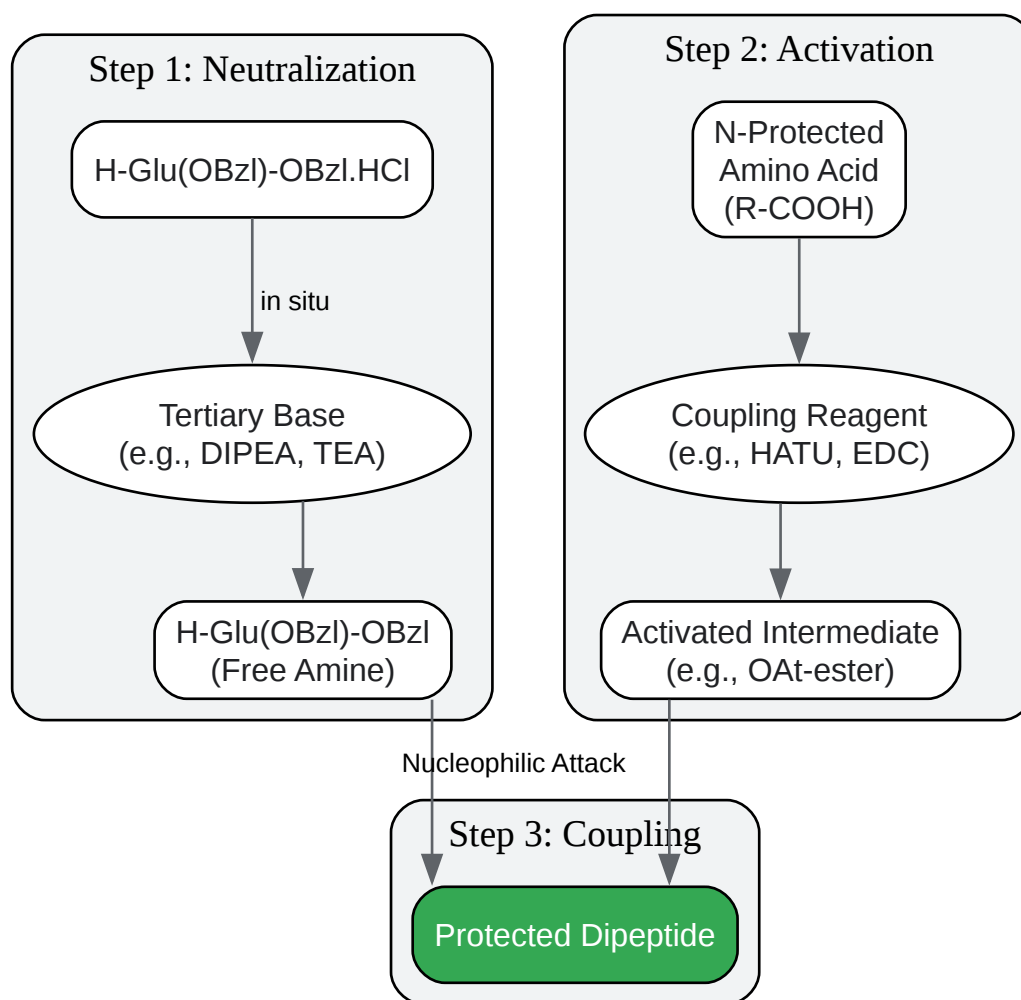 Step 1: Neutralization
H-Glu(OBzl)-OBzl.HCl
in situ
Tertiary Base
(e.g., DIPEA, TEA)
H-Glu(OBzl)-OBzl
(Free Amine)
Step 2: Activation
N-Protected
Amino Acid
(R-COOH)
Coupling Reagent
(e.g., HATU, EDC)
Activated Intermediate
(e.g., OAt-ester)
Nucleophilic Attack
Step 3: Coupling
Protected Dipeptide